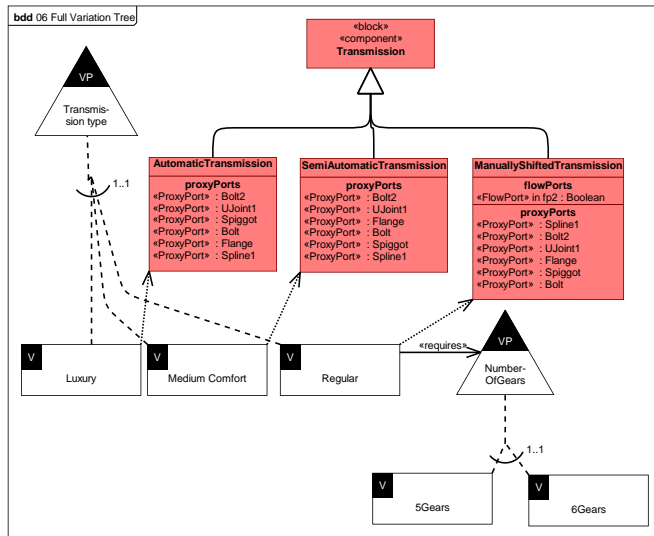 bdd 06 Full Variation Tree
«block»
«component»
Transmission
VP
Transmis-
sion type
1..1
AutomaticTransmission
proxyPorts
«ProxyPort» : Bolt2
«ProxyPort» : UJoint1
«ProxyPort» : Spiggot
«ProxyPort» : Bolt
«ProxyPort» : Flange
«ProxyPort» : Spline1
SemiAutomaticTransmission
proxyPorts
«ProxyPort» : Bolt2
«ProxyPort» : UJoint1
«ProxyPort» : Flange
«ProxyPort» : Bolt
«ProxyPort» : Spiggot
«ProxyPort» : Spline1
ManuallyShiftedTransmission
flowPorts
«FlowPort» in fp2 : Boolean
proxyPorts
«ProxyPort» : Spline1
«ProxyPort» : Bolt2
«ProxyPort» : UJoint1
«ProxyPort» : Flange
«ProxyPort» : Spiggot
«ProxyPort» : Bolt
V
Luxury
V
Medium Comfort
V
Regular
«requires»
VP
Number-
OfGears
1..1
V
5Gears
V
6Gears